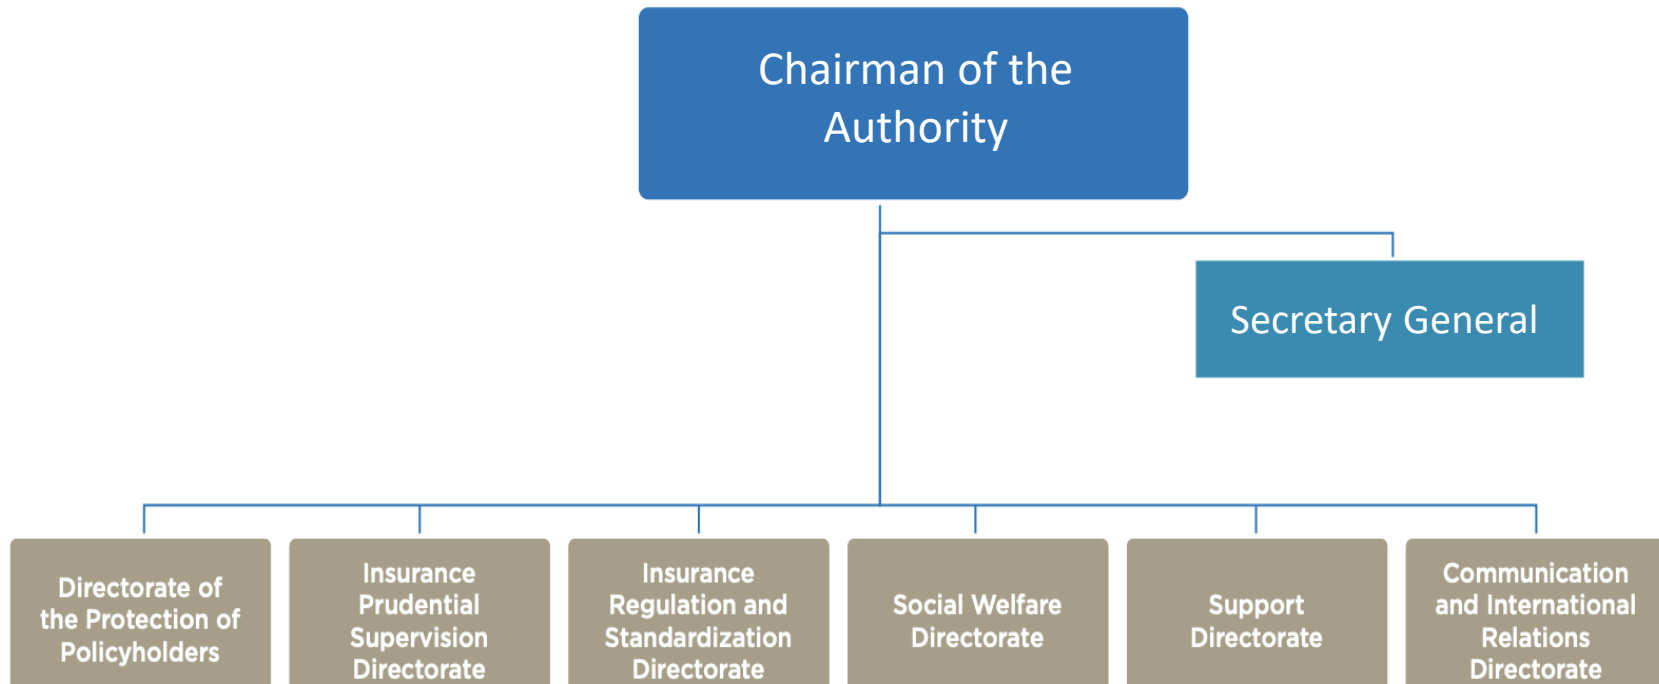 Chairman of the
Authority
Secretary General
Directorate of
the Protection of
Policyholders
Insurance
Prudential
Supervision
Directorate
Insurance
Regulation and
Standardization
Directorate
Social Welfare
Directorate
Support
Directorate
Communication
and International
Relations
Directorate